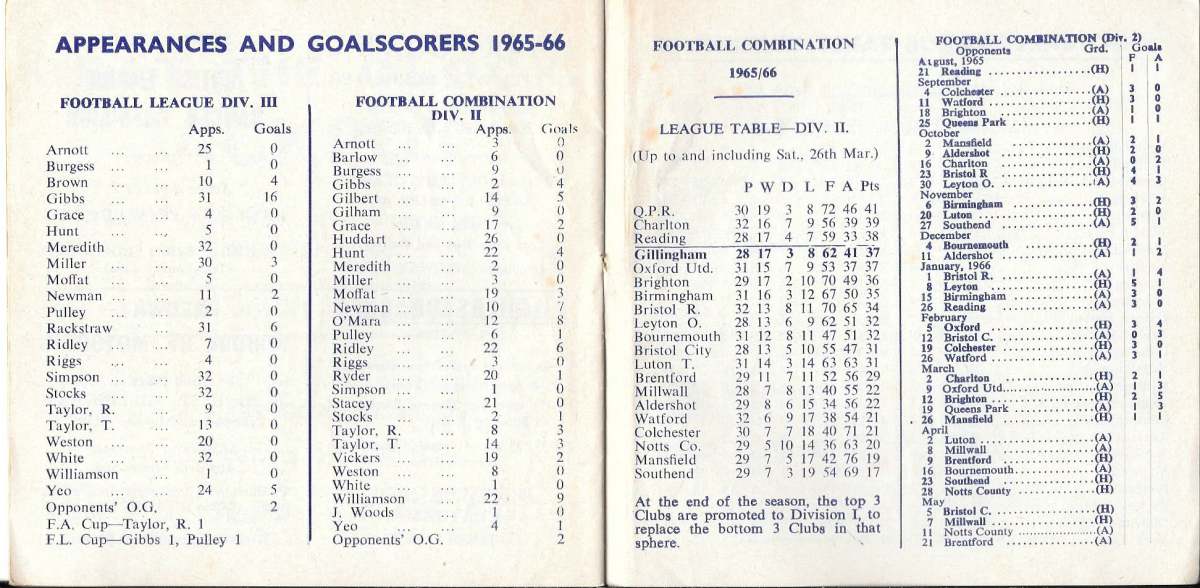 APPEARANCES AND GOALSCORERS 1965-66
FOOTBALL LEAGUE DIV. III
Apps. Goals
Arnott ... ... 25 0
Burgess ... ... 1 0
Brown ... ... 10 4
Gibbs ... ... 31 16
Grace ... ... 4 0
Hunt ... ... 5 0
Meredith ... ... 32 0
Miller ... ... 30 3
Moffat ... ... 5 0
Newman ... ... 11 2
Pulley ... ... 2 0
Rackstraw ... ... 31 6
Ridley ... ... 7 0
Riggs ... ... 4 0
Simpson ... ... 32 0
Stocks ... ... 32 0
Taylor, R. ... 9 0
Taylor, T. ... 13 0
Weston ... ... 20 0
White ... ... 32 0
Williamson ... 1 0
Yeo ... ... 24 5
Opponents' O.G. 2
F.A. Cup—Taylor, R. 1
F.L. Cup—Gibbs 1, Pulley 1
FOOTBALL COMBINATION
DIV. II
Apps. Goals
Arnott ... ... 3 0
Barlow ... ... 6 0
Burgess ... ... 9 0
Gibbs ... ... 2 4
Gilbert ... ... 14 5
Gilham ... ... 9 0
Grace ... ... 17 2
Huddart ... ... 26 0
Hunt ... ... 22 4
Meredith ... ... 2 0
Miller ... ... 3 0
Moffat ... ... 19 3
Newman ... ... 10 7
O'Mara ... ... 12 8
Pulley ... ... 6 1
Ridley ... ... 22 6
Riggs ... ... 3 0
Ryder ... ... 20 1
Simpson ... ... 1 0
Stacey ... ... 21 0
Stocks ... ... 2 1
Taylor, R. ... 8 3
Taylor, T. ... 14 3
Vickers ... ... 19 2
Weston ... ... 8 0
White ... ... 1 0
Williamson ... 22 9
J. Woods ... ... 1 0
Yeo ... ... 4 1
Opponents' O.G. 2
FOOTBALL COMBINATION
1965/66
LEAGUE TABLE—DIV. II.
(Up to and including Sat., 26th Mar.)
P W D L F A Pts
Q.P.R. 30 19 3 8 72 46 41
Charlton 32 16 7 9 56 39 39
Reading 28 17 4 7 59 33 38
Gillingham 28 17 3 8 62 41 37
Oxford Utd. 31 15 7 9 53 37 37
Brighton 29 17 2 10 70 49 36
Birmingham 31 16 3 12 67 50 35
Bristol R. 32 13 8 11 70 65 34
Leyton O. 28 13 6 9 62 51 32
Bournemouth 31 12 8 11 47 51 32
Bristol City 28 13 5 10 55 47 31
Luton T. 31 14 3 14 63 63 31
Brentford 29 11 7 11 52 56 29
Millwall 28 7 8 13 40 55 22
Aldershot 29 8 6 15 34 56 22
Watford 32 6 9 17 38 54 21
Colchester 30 7 7 18 40 71 21
Notts Co. 29 5 10 14 36 63 20
Mansfield 29 7 5 17 42 76 19
Southend 29 7 3 19 54 69 17
At the end of the season, the top 3
Clubs are promoted to Division I, to
replace the bottom 3 Clubs in that
sphere.
FOOTBALL COMBINATION (Div. 2)
Opponents Grd. Goals
August, 1965 F A
21 Reading (H) 1 1
September
4 Colchester (A) 3 0
11 Watford (H) 3 0
18 Brighton (A) 1 0
25 Queens Park (H) 1 1
October
2 Mansfield (A) 2 1
9 Aldershot (H) 2 0
16 Charlton (A) 0 2
23 Bristol R (H) 4 1
30 Leyton O. (A) 4 3
November
6 Birmingham (H) 3 2
20 Luton (H) 2 0
27 Southend (A) 5 1
December
4 Bournemouth (H) 2 1
11 Aldershot (A) 1 2
January, 1966
1 Bristol R. (A) 1 4
8 Leyton (H) 5 1
15 Birmingham (A) 3 0
26 Reading (A) 3 0
February
5 Oxford (H) 3 4
12 Bristol C. (A) 0 3
19 Colchester (H) 3 0
26 Watford (A) 3 1
March
2 Charlton (H) 2 1
9 Oxford Utd. (A) 1 3
12 Brighton (H) 2 5
19 Queens Park (A) 1 3
26 Mansfield (H) 1 1
April
2 Luton (A)
8 Millwall (A)
9 Brentford (H)
16 Bournemouth (A)
23 Southend (H)
28 Notts County (H)
May
5 Bristol C. (H)
7 Millwall (H)
11 Notts County (A)
21 Brentford (A)